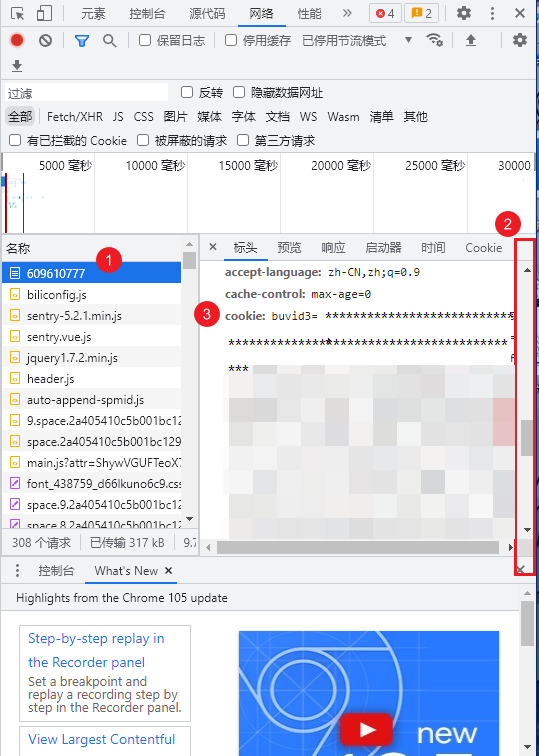 元素 控制台 源代码 网络 性能 4 2
保留日志 停用缓存 已停用节流模式
过滤 反转 隐藏数据网址
全部 Fetch/XHR JS CSS 图片 媒体 字体 文档 WS Wasm 清单 其他
有已拦截的 Cookie 被屏蔽的请求 第三方请求
5000 毫秒 10000 毫秒 15000 毫秒 20000 毫秒 25000 毫秒 30000
2
名称
1
标头 预览 响应 启动器 时间 Cookie
609610777
biliconfig.js
sentry-5.2.1.min.js
sentry.vue.js
jquery1.7.2.min.js
header.js
auto-append-spmid.js
9.space.2a405410c5b001bc12
space.2a405410c5b001bc129
main.js?attr=ShywVGUFTeoX7
font_438759_d66lkuno6c9.css
space.9.2a405410c5b001bc12
space.8.2a405410c5b001bc12
accept-language: zh-CN,zh;q=0.9
cache-control: max-age=0
3
cookie: buvid3= ****************************
******************************************
***
308 个请求 已传输 317 kB 9.7
控制台 What's New
Highlights from the Chrome 105 update
Step-by-step replay in
the Recorder panel
Set a breakpoint and
replay a recording step by
step in the Recorder panel.
View Largest Contentful
new